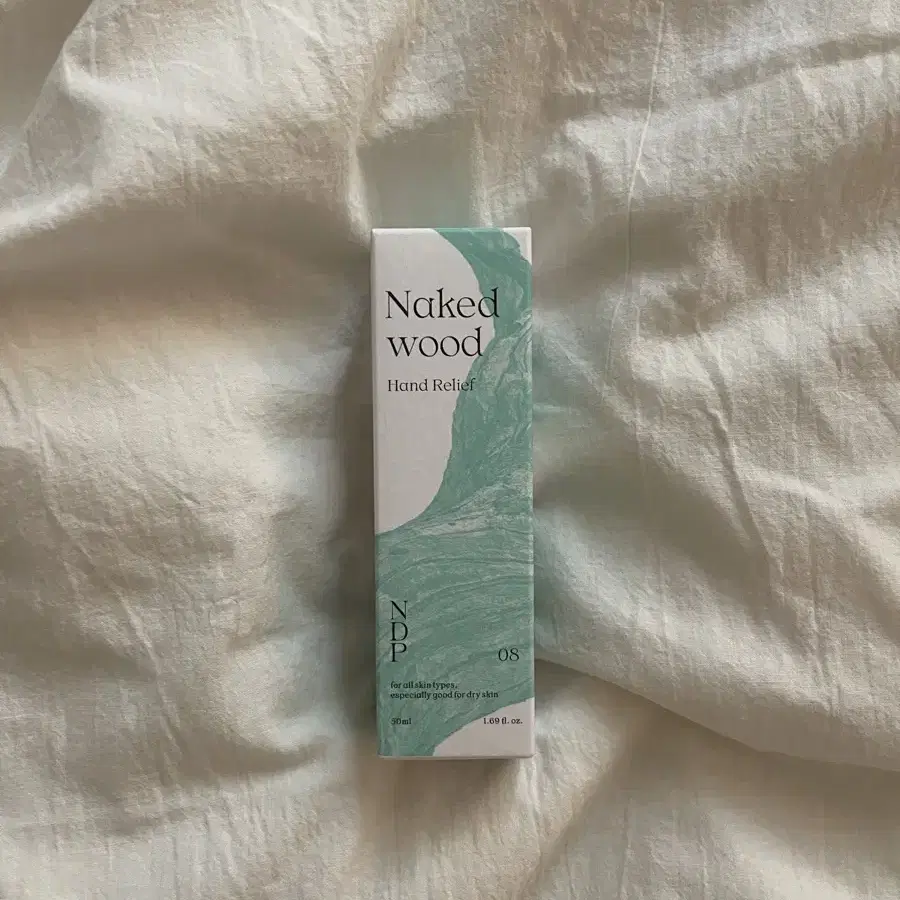 Naked
wood
Hand Relief
N
D
P
08
for all skin types,
especially good for dry skin
50ml
1.69 fl. oz.